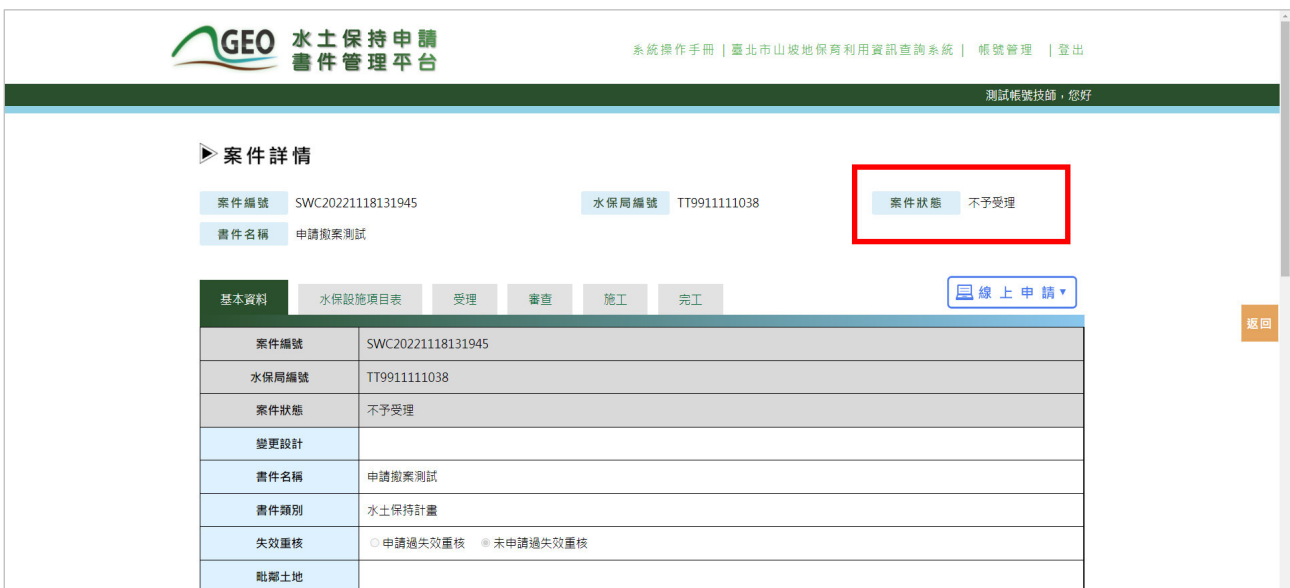 GEO 水土保持申請
書件管理平台
系統操作手冊 | 臺北市山坡地保育利用資訊查詢系統 | 帳號管理 | 登出
測試帳號技師，您好
案件詳情
案件編號 SWC20221118131945 水保局編號 TT9911111038 案件狀態 不予受理
書件名稱 申請撤案測試
基本資料 水保設施項目表 受理 審查 施工 完工 線上申請▼
返回
案件編號 SWC20221118131945
水保局編號 TT9911111038
案件狀態 不予受理
變更設計
書件名稱 申請撤案測試
書件類別 水土保持計畫
失效重核 申請過失效重核 未申請過失效重核
毗鄰土地